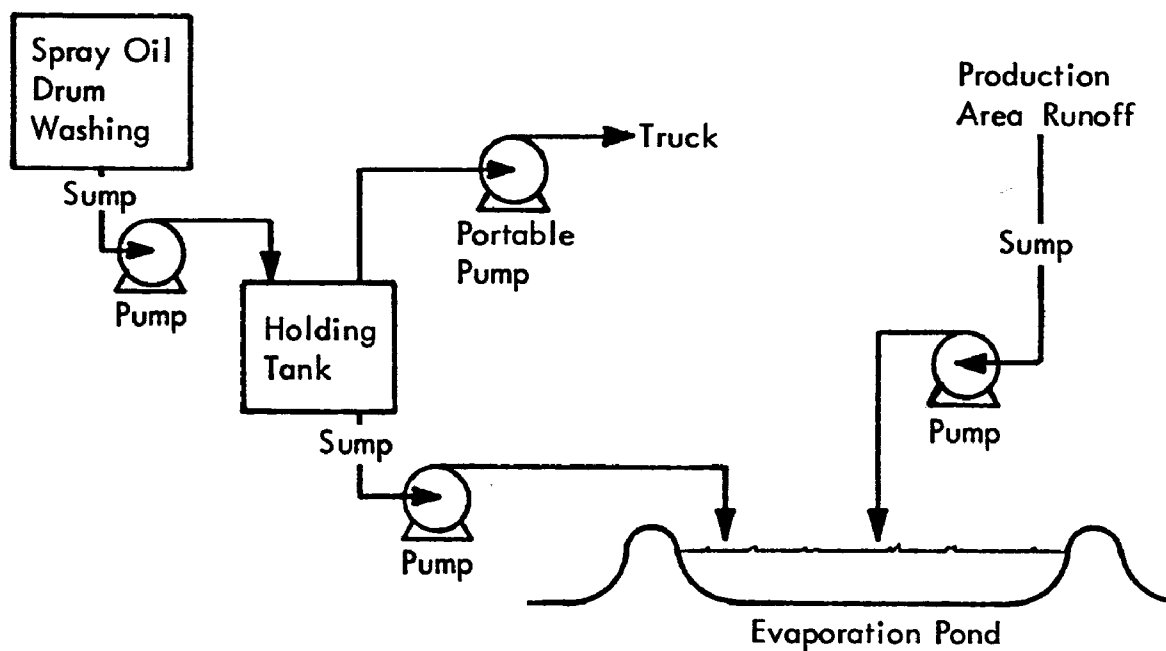 Spray Oil
Drum
Washing
Sump
Pump
Holding
Tank
Truck
Portable
Pump
Sump
Pump
Production
Area Runoff
Sump
Pump
Evaporation Pond